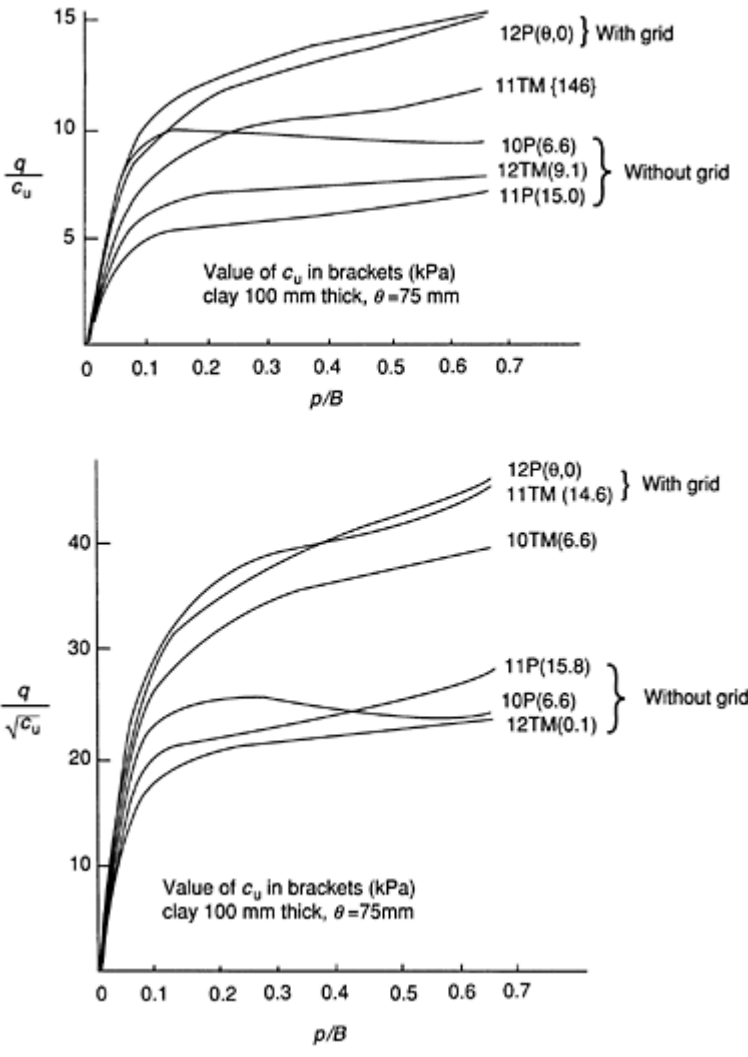 15
10
5
q
c_u
12P(θ,0) } With grid
11TM {146}
10P(6.6)
12TM(9.1) } Without grid
11P(15.0)
Value of c_u in brackets (kPa)
clay 100 mm thick, θ =75 mm
0 0.1 0.2 0.3 0.4 0.5 0.6 0.7
p/B
40
30
20
10
q
√c_u
12P(θ,0)
11TM (14.6) } With grid
10TM(6.6)
11P(15.8)
10P(6.6) } Without grid
12TM(0.1)
Value of c_u in brackets (kPa)
clay 100 mm thick, θ =75mm
0 0.1 0.2 0.3 0.4 0.5 0.6 0.7
p/B